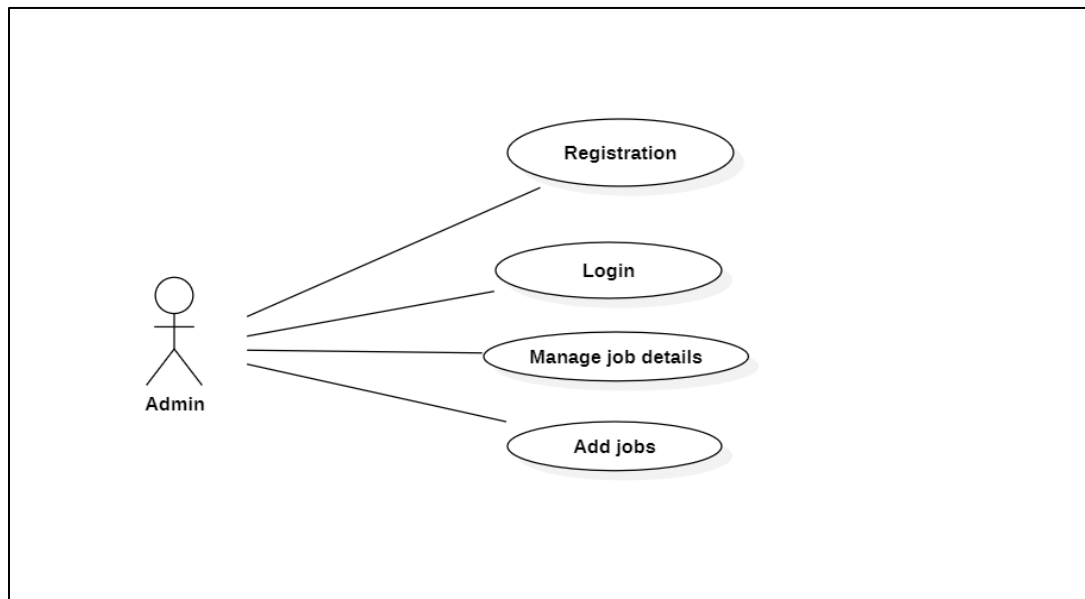 Registration
Login
Manage job details
Admin
Add jobs